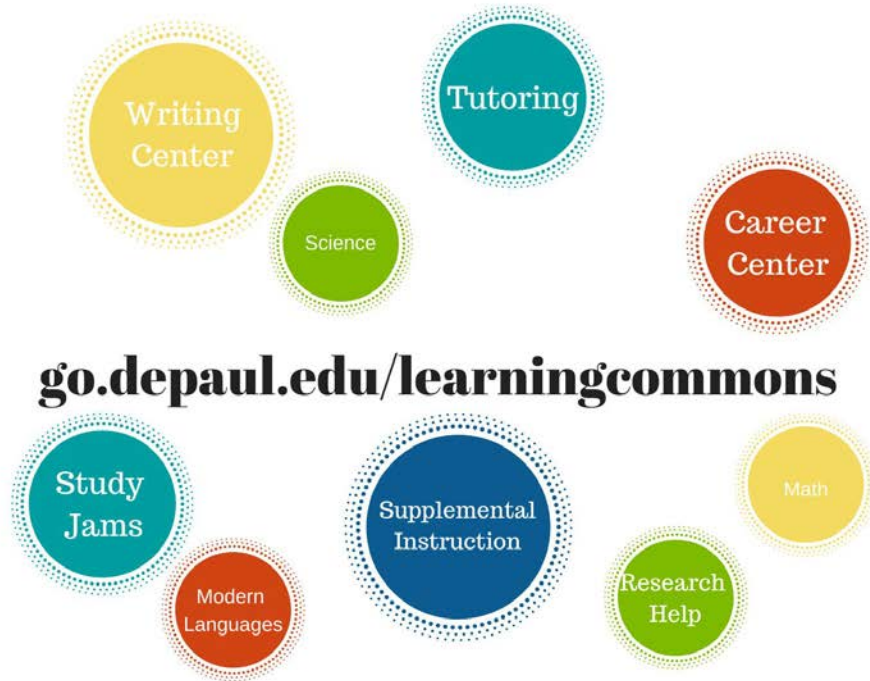 Writing
Center
Tutoring
Science
Career
Center
go.depaul.edu/learningcommons
Study
Jams
Supplemental
Instruction
Math
Modern
Languages
Research
Help